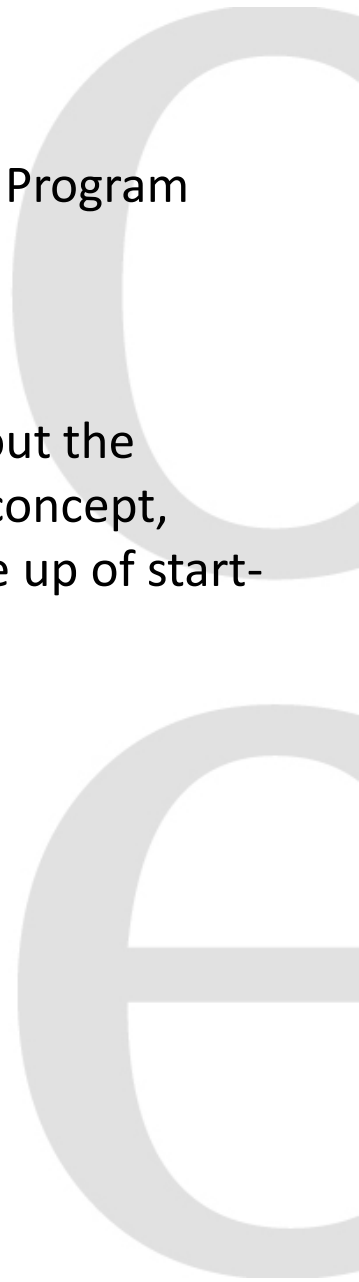 Program
out the
concept,
e up of start-